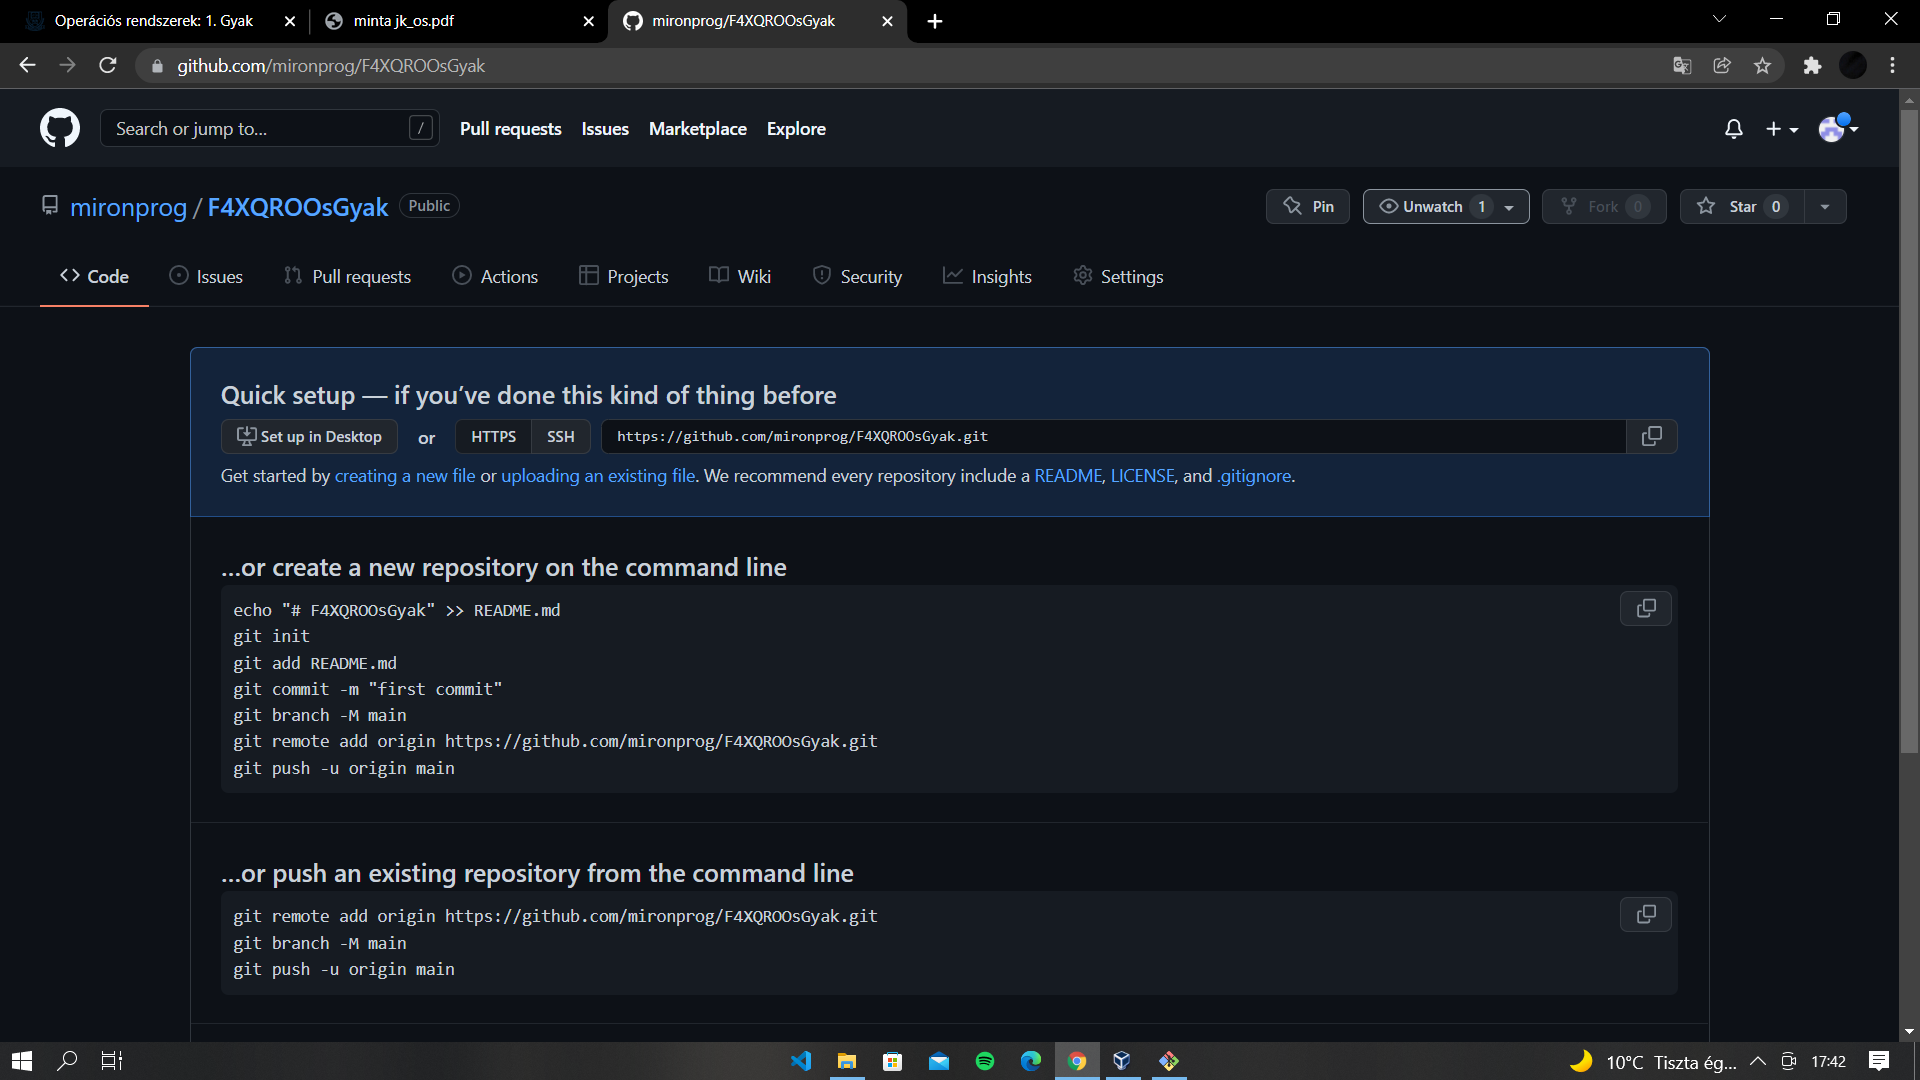 Operációs rendszerek: 1. Gyak
minta jk_os.pdf
mironprog/F4XQROOsGyak
github.com/mironprog/F4XQROOsGyak
Search or jump to...
/
Pull requests
Issues
Marketplace
Explore
mironprog / F4XQROOsGyak
Public
Pin
Unwatch 1
Fork 0
Star 0
Code
Issues
Pull requests
Actions
Projects
Wiki
Security
Insights
Settings
Quick setup — if you’ve done this kind of thing before
Set up in Desktop
or
HTTPS
SSH
https://github.com/mironprog/F4XQROOsGyak.git
Get started by creating a new file or uploading an existing file. We recommend every repository include a README, LICENSE, and .gitignore.
…or create a new repository on the command line
echo "# F4XQROOsGyak" >> README.md
git init
git add README.md
git commit -m "first commit"
git branch -M main
git remote add origin https://github.com/mironprog/F4XQROOsGyak.git
git push -u origin main
…or push an existing repository from the command line
git remote add origin https://github.com/mironprog/F4XQROOsGyak.git
git branch -M main
git push -u origin main
10°C Tiszta ég...
17:42